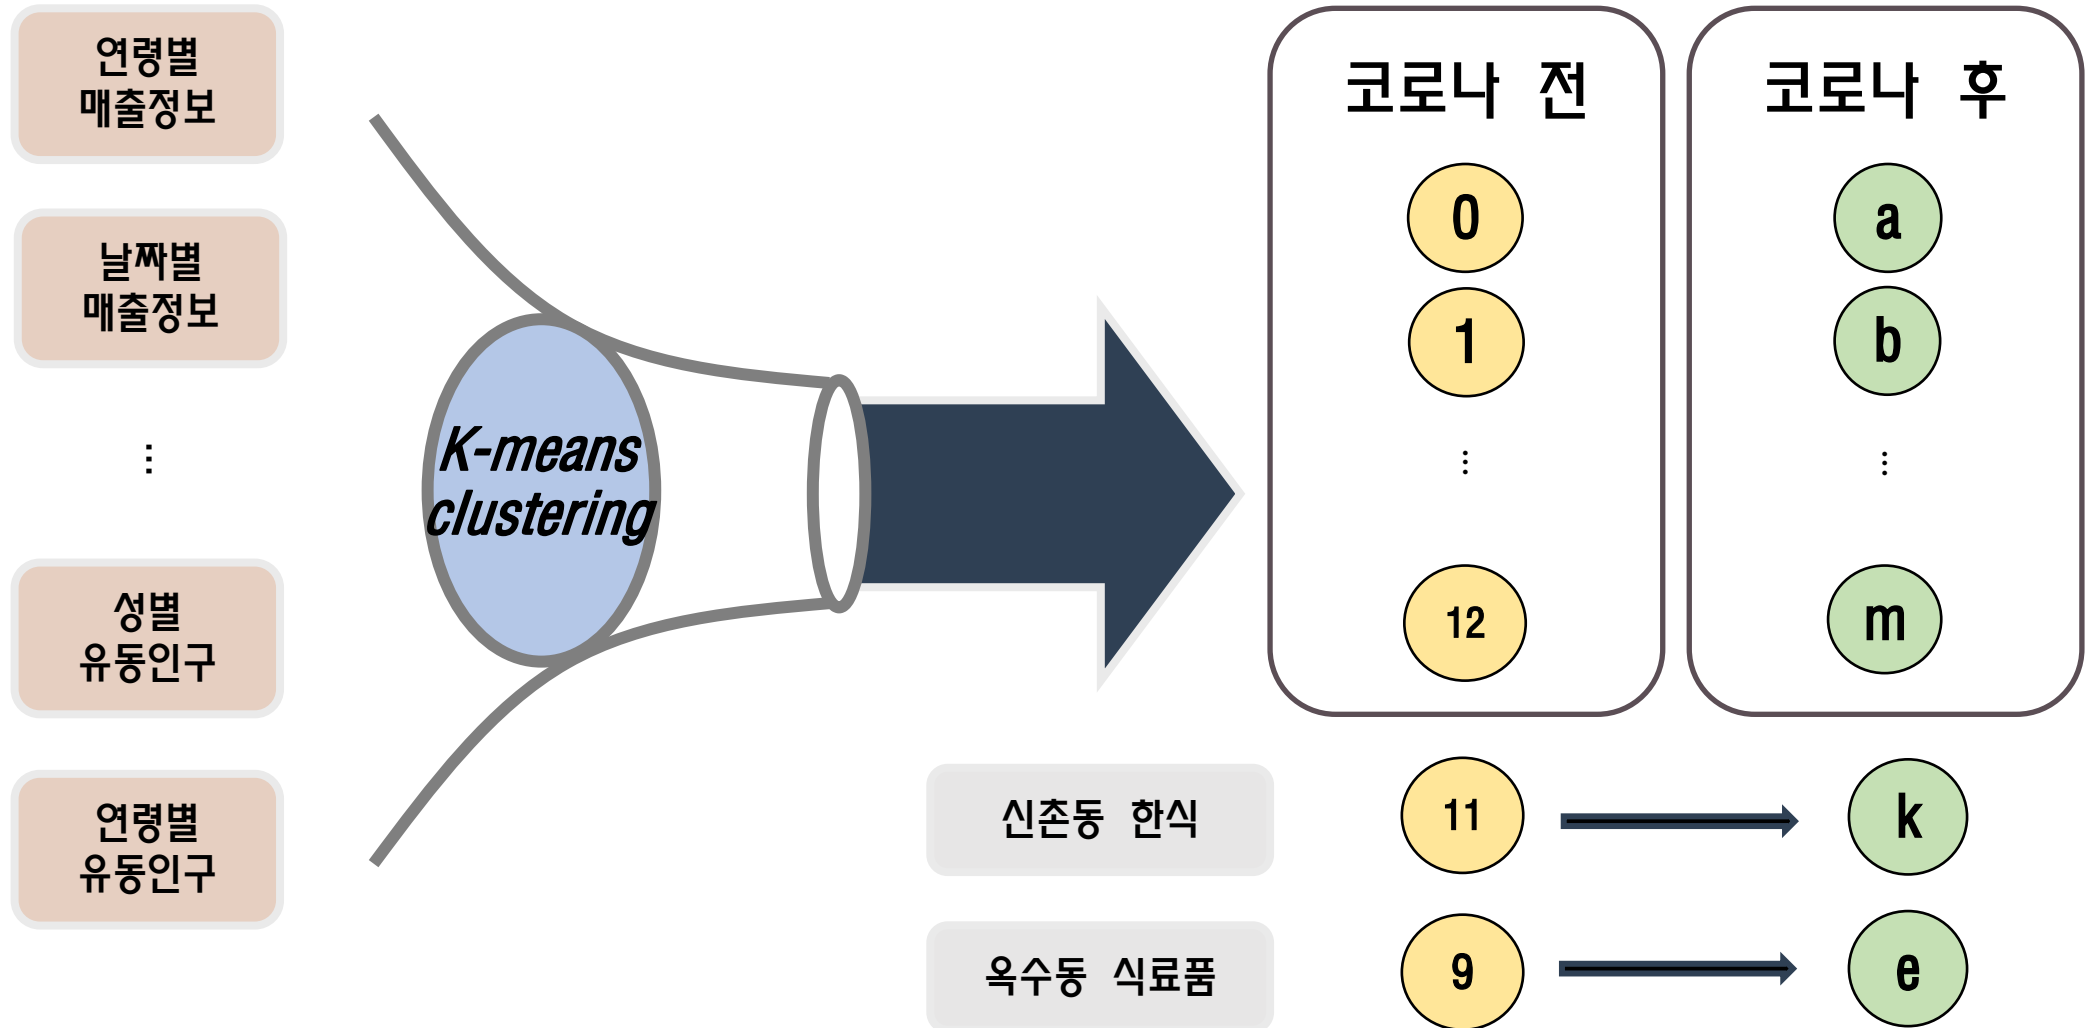 연령별
매출정보
날짜별
매출정보
...
성별
유동인구
연령별
유동인구
K-means
clustering
코로나 전
0
1
...
12
코로나 후
a
b
...
m
신촌동 한식
11
k
옥수동 식료품
9
e